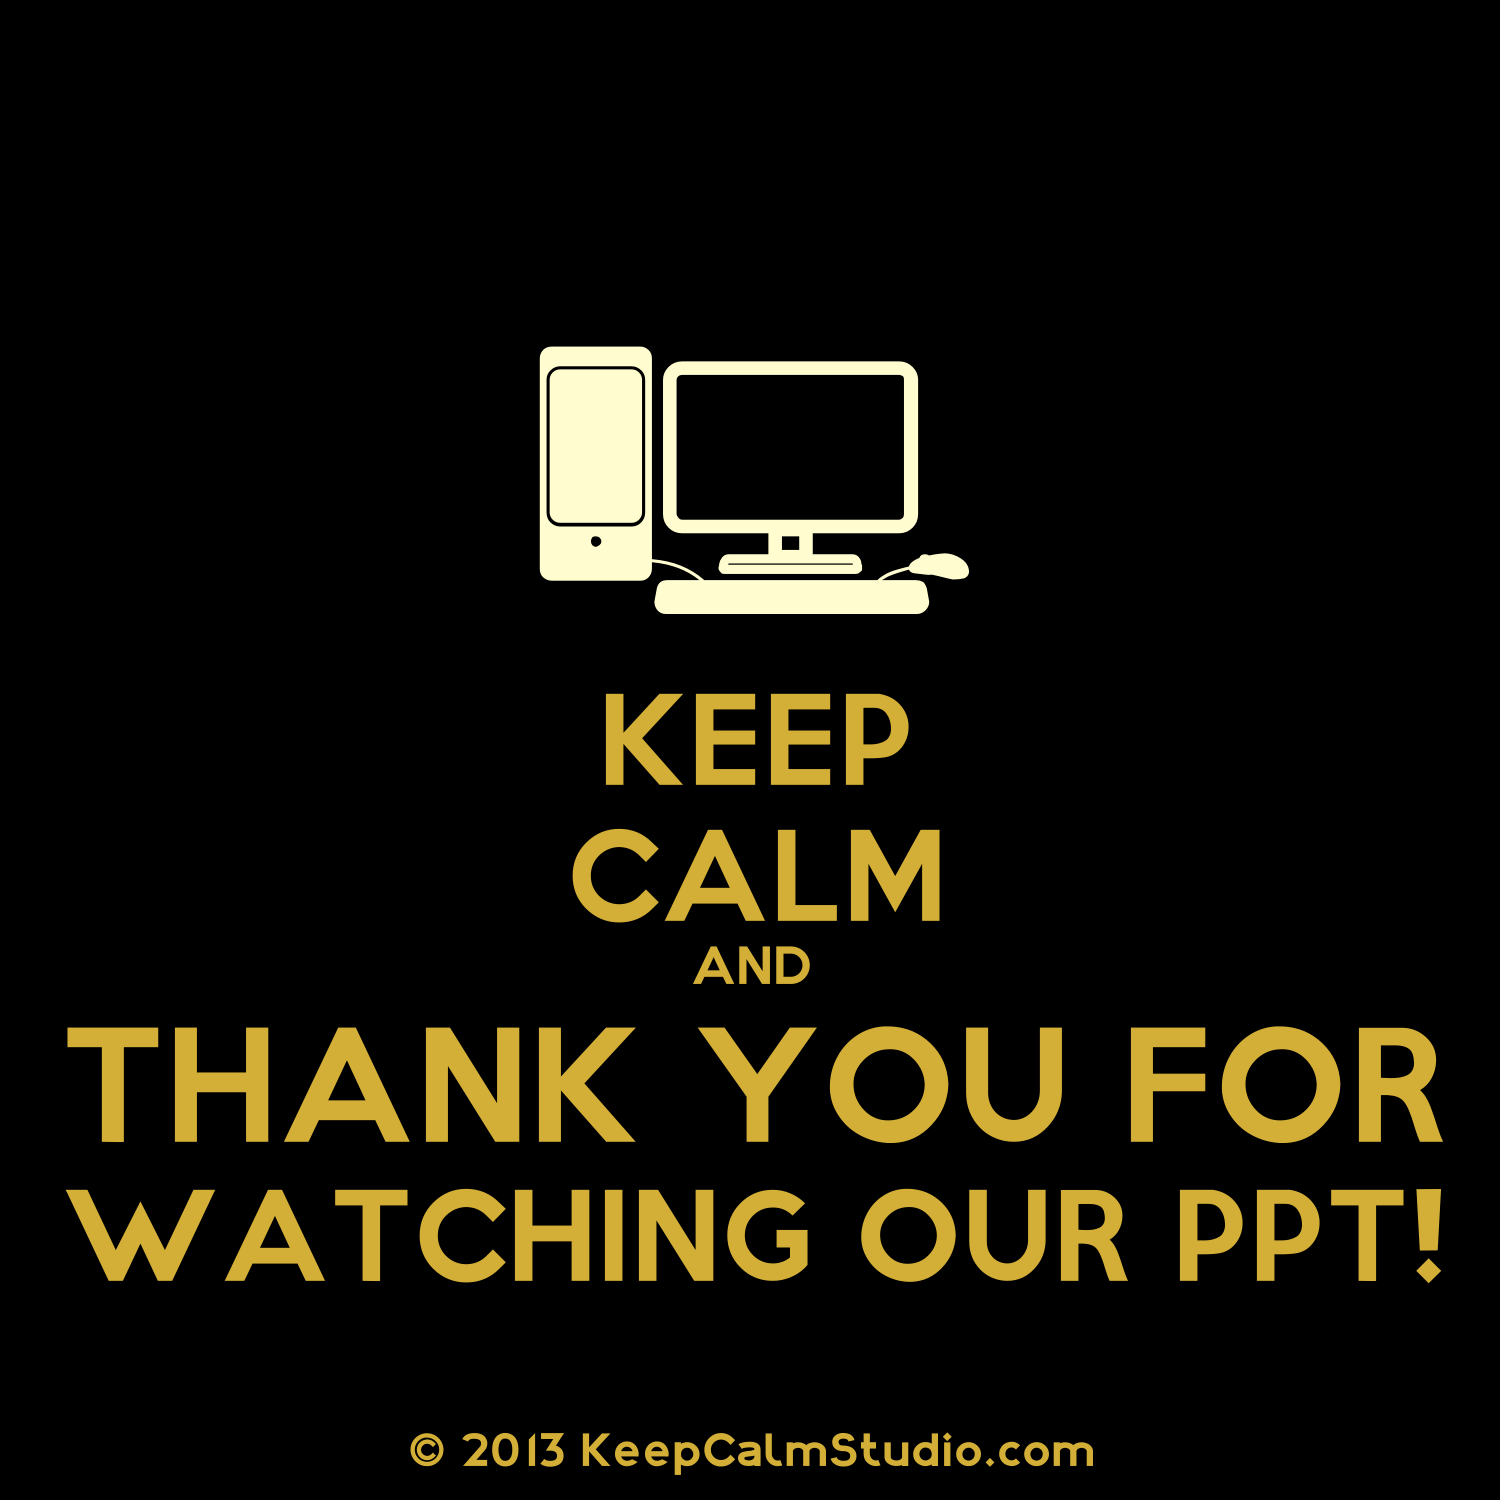 KEEP
CALM
AND
THANK YOU FOR
WATCHING OUR PPT!
© 2013 KeepCalmStudio.com